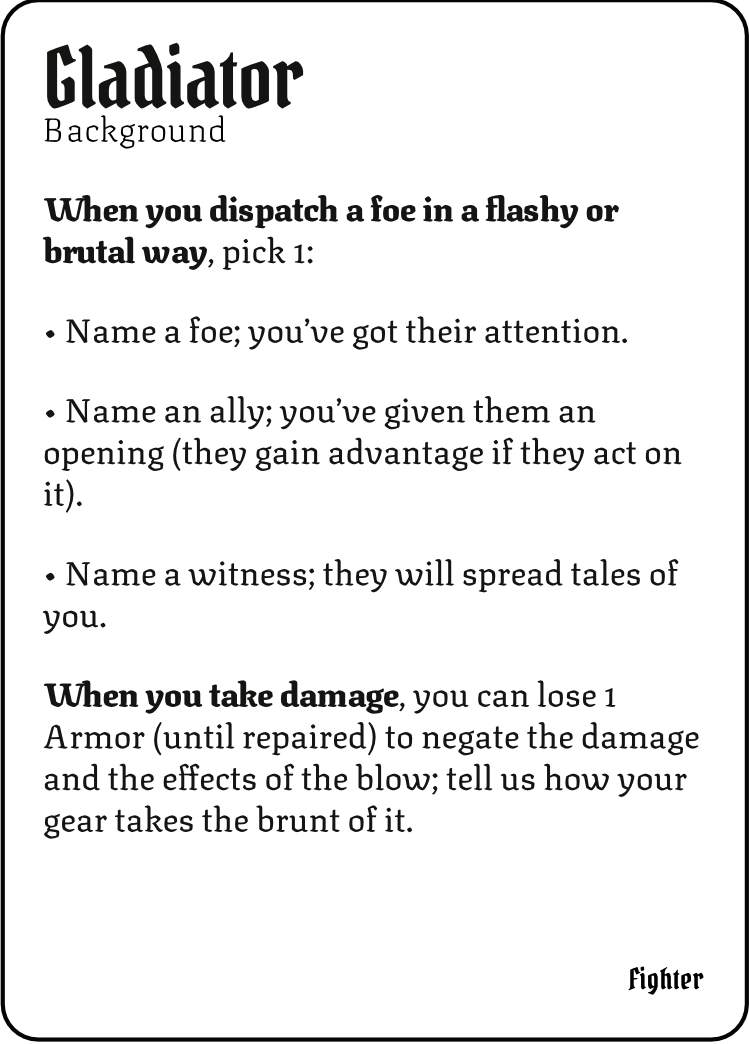 Gladiator
Background
When you dispatch a foe in a flashy or
brutal way, pick 1:
• Name a foe; you’ve got their attention.
• Name an ally; you’ve given them an
opening (they gain advantage if they act on
it).
• Name a witness; they will spread tales of
you.
When you take damage, you can lose 1
Armor (until repaired) to negate the damage
and the effects of the blow; tell us how your
gear takes the brunt of it.
Fighter